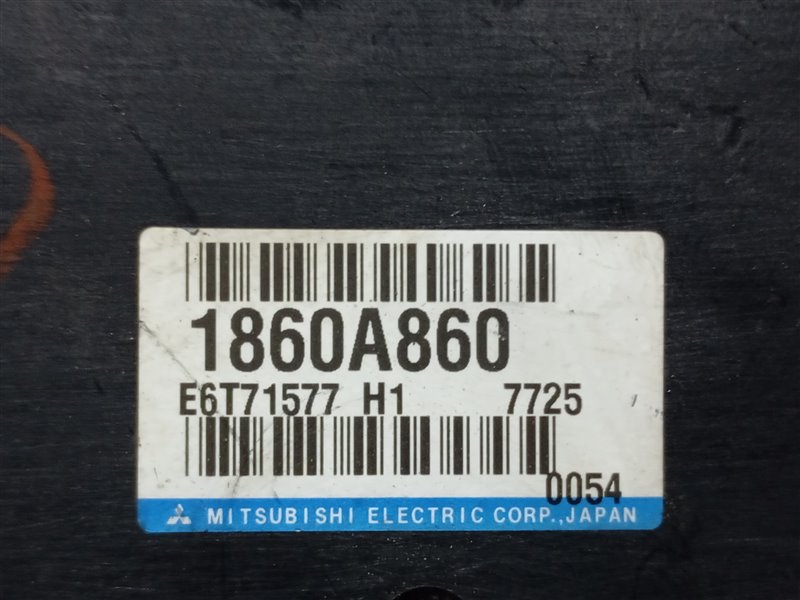 1860A860
E6T71577 H1 7725
0054
MITSUBISHI ELECTRIC CORP., JAPAN